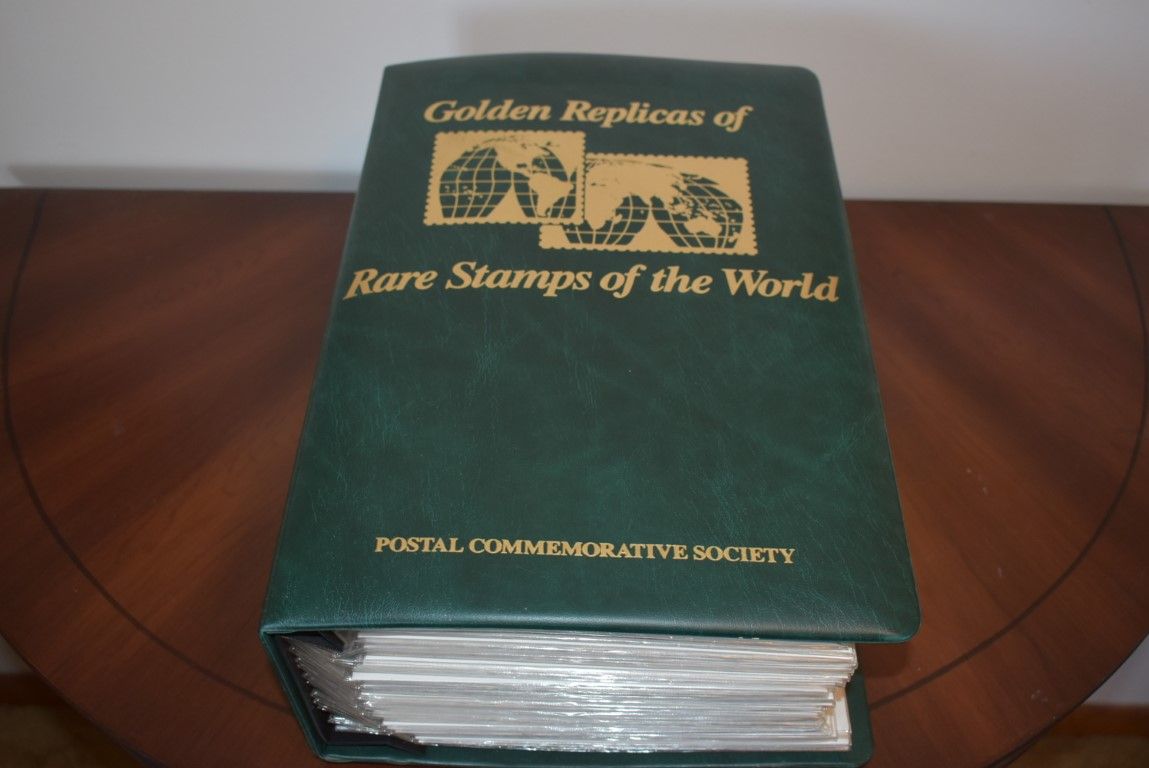 Golden Replicas of
Rare Stamps of the World
POSTAL COMMEMORATIVE SOCIETY